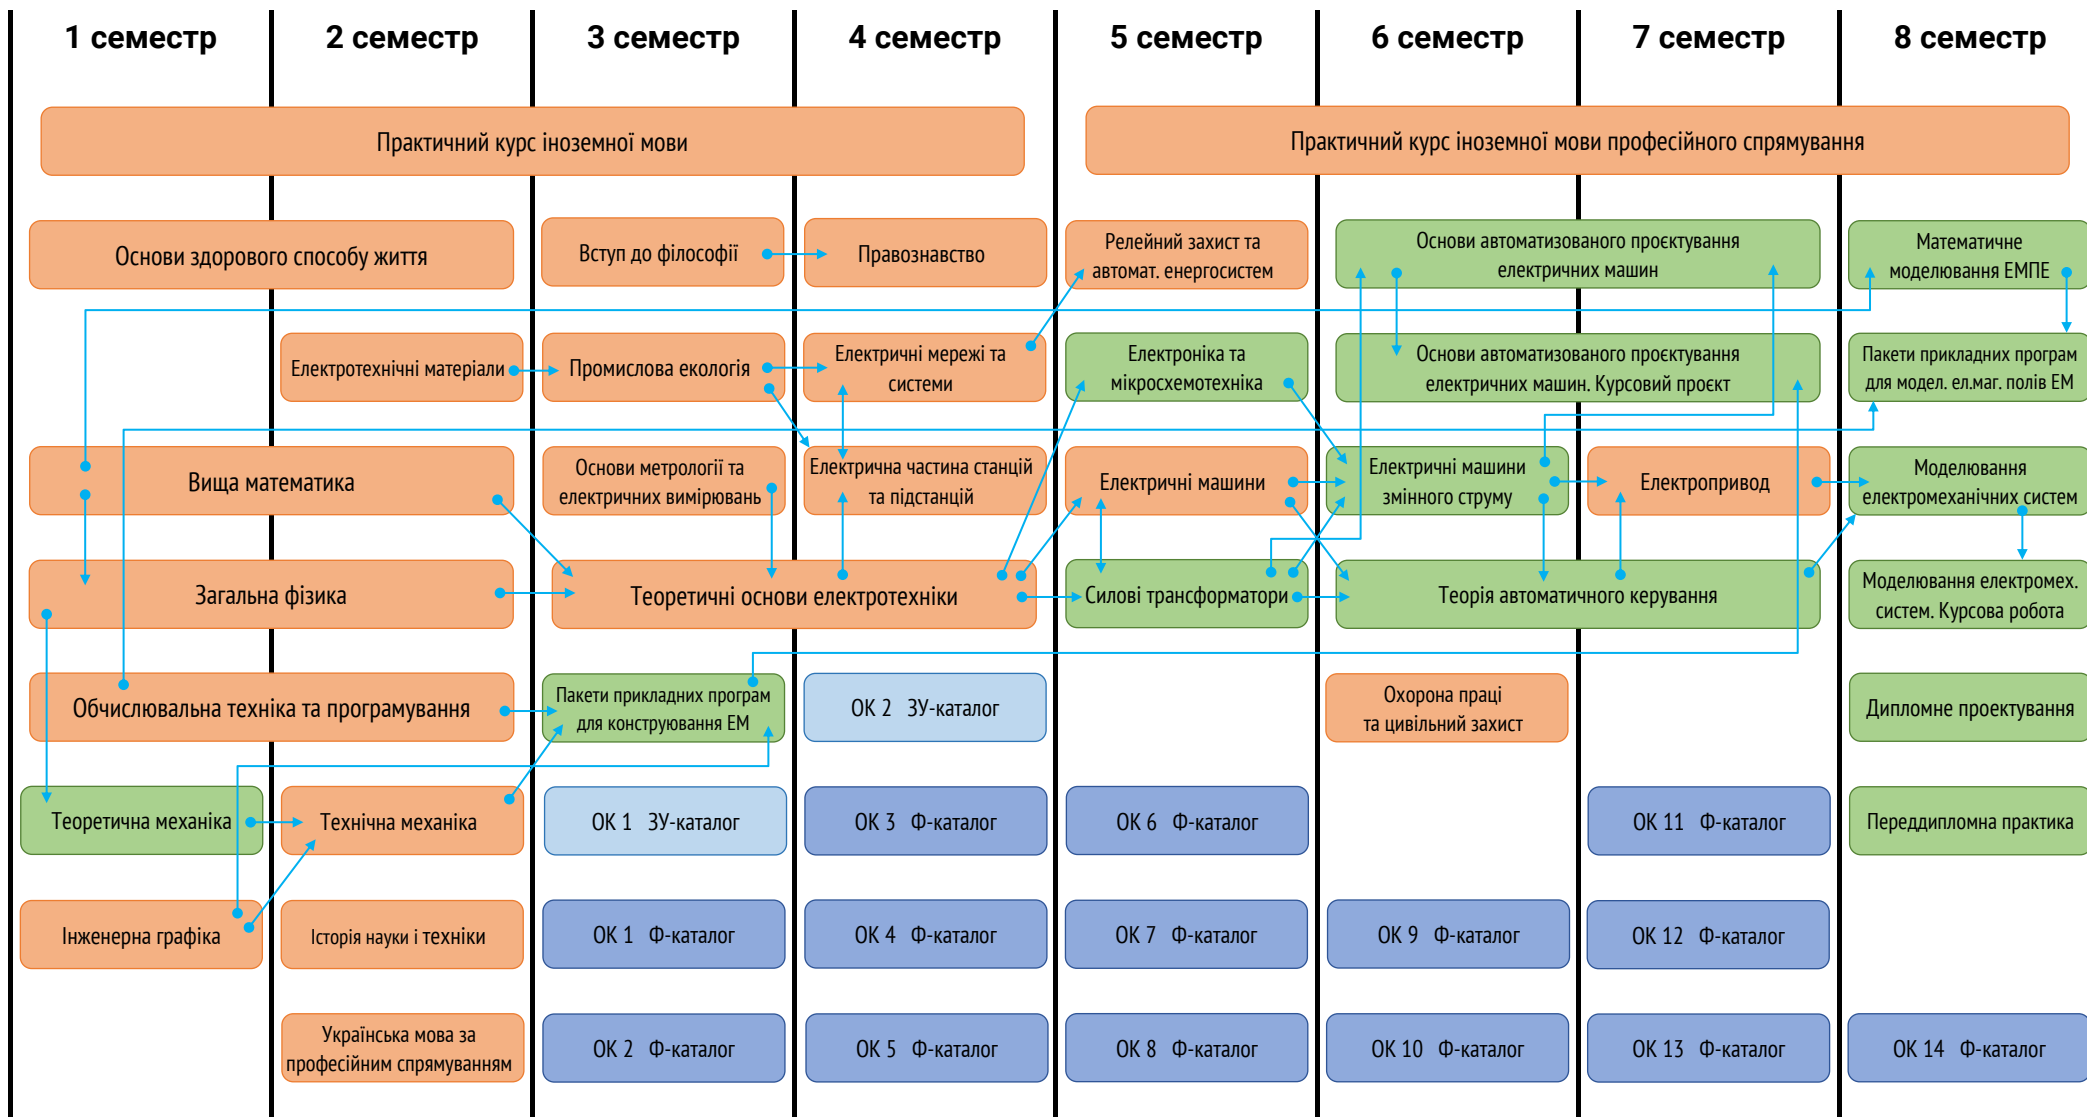 1 семестр
2 семестр
3 семестр
4 семестр
5 семестр
6 семестр
7 семестр
8 семестр
Практичний курс іноземної мови
Практичний курс іноземної мови професійного спрямування
Основи здорового способу життя
Вступ до філософії
Правознавство
Релейний захист та
автомат. енергосистем
Основи автоматизованого проєктування
електричних машин
Математичне
моделювання ЕМПЕ
Електротехнічні матеріали
Промислова екологія
Електричні мережі та
системи
Електроніка та
мікросхемотехніка
Основи автоматизованого проєктування
електричних машин. Курсовий проєкт
Пакети прикладних програм
для модел. ел.маг. полів ЕМ
Вища математика
Основи метрології та
електричних вимірювань
Електрична частина станцій
та підстанцій
Електричні машини
Електричні машини
змінного струму
Електропривод
Моделювання
електромеханічних систем
Загальна фізика
Теоретичні основи електротехніки
Силові трансформатори
Теорія автоматичного керування
Моделювання електромех.
систем. Курсова робота
Обчислювальна техніка та програмування
Пакети прикладних програм
для конструювання ЕМ
ОК 2 ЗУ-каталог
Охорона праці
та цивільний захист
Дипломне проектування
Теоретична механіка
Технічна механіка
ОК 1 ЗУ-каталог
ОК 3 Ф-каталог
ОК 6 Ф-каталог
ОК 11 Ф-каталог
Переддипломна практика
Інженерна графіка
Історія науки і техніки
ОК 1 Ф-каталог
ОК 4 Ф-каталог
ОК 7 Ф-каталог
ОК 9 Ф-каталог
ОК 12 Ф-каталог
Українська мова за
професійним спрямуванням
ОК 2 Ф-каталог
ОК 5 Ф-каталог
ОК 8 Ф-каталог
ОК 10 Ф-каталог
ОК 13 Ф-каталог
ОК 14 Ф-каталог